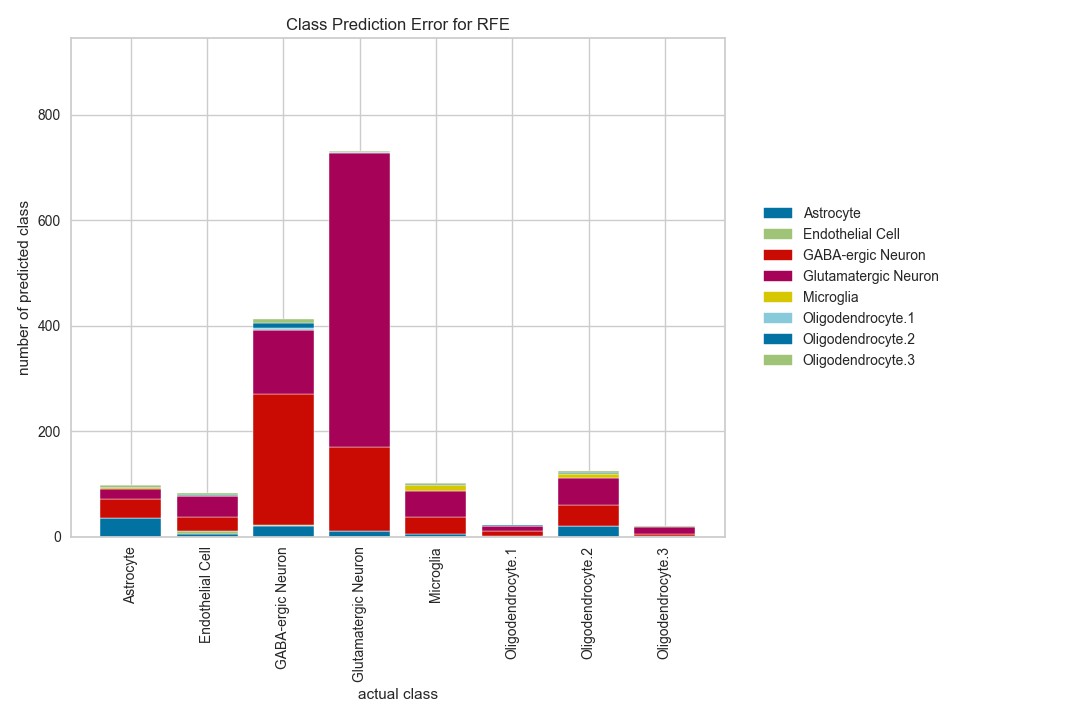 Class Prediction Error for RFE
number of predicted class
800
600
400
200
0
Astrocyte
Endothelial Cell
GABA-ergic Neuron
Glutamatergic Neuron
Microglia
Oligodendrocyte.1
Oligodendrocyte.2
Oligodendrocyte.3
actual class
Astrocyte
Endothelial Cell
GABA-ergic Neuron
Glutamatergic Neuron
Microglia
Oligodendrocyte.1
Oligodendrocyte.2
Oligodendrocyte.3